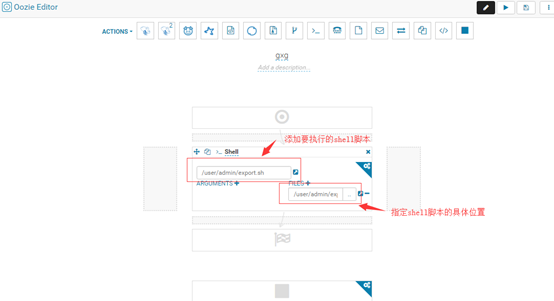 Oozie Editor
ACTIONS
2
gxg
Add a description...
添加要执行的shell脚本
Shell
/user/admin/export.sh
ARGUMENTS +
FILES +
/user/admin/exp
..
指定shell脚本的具体位置